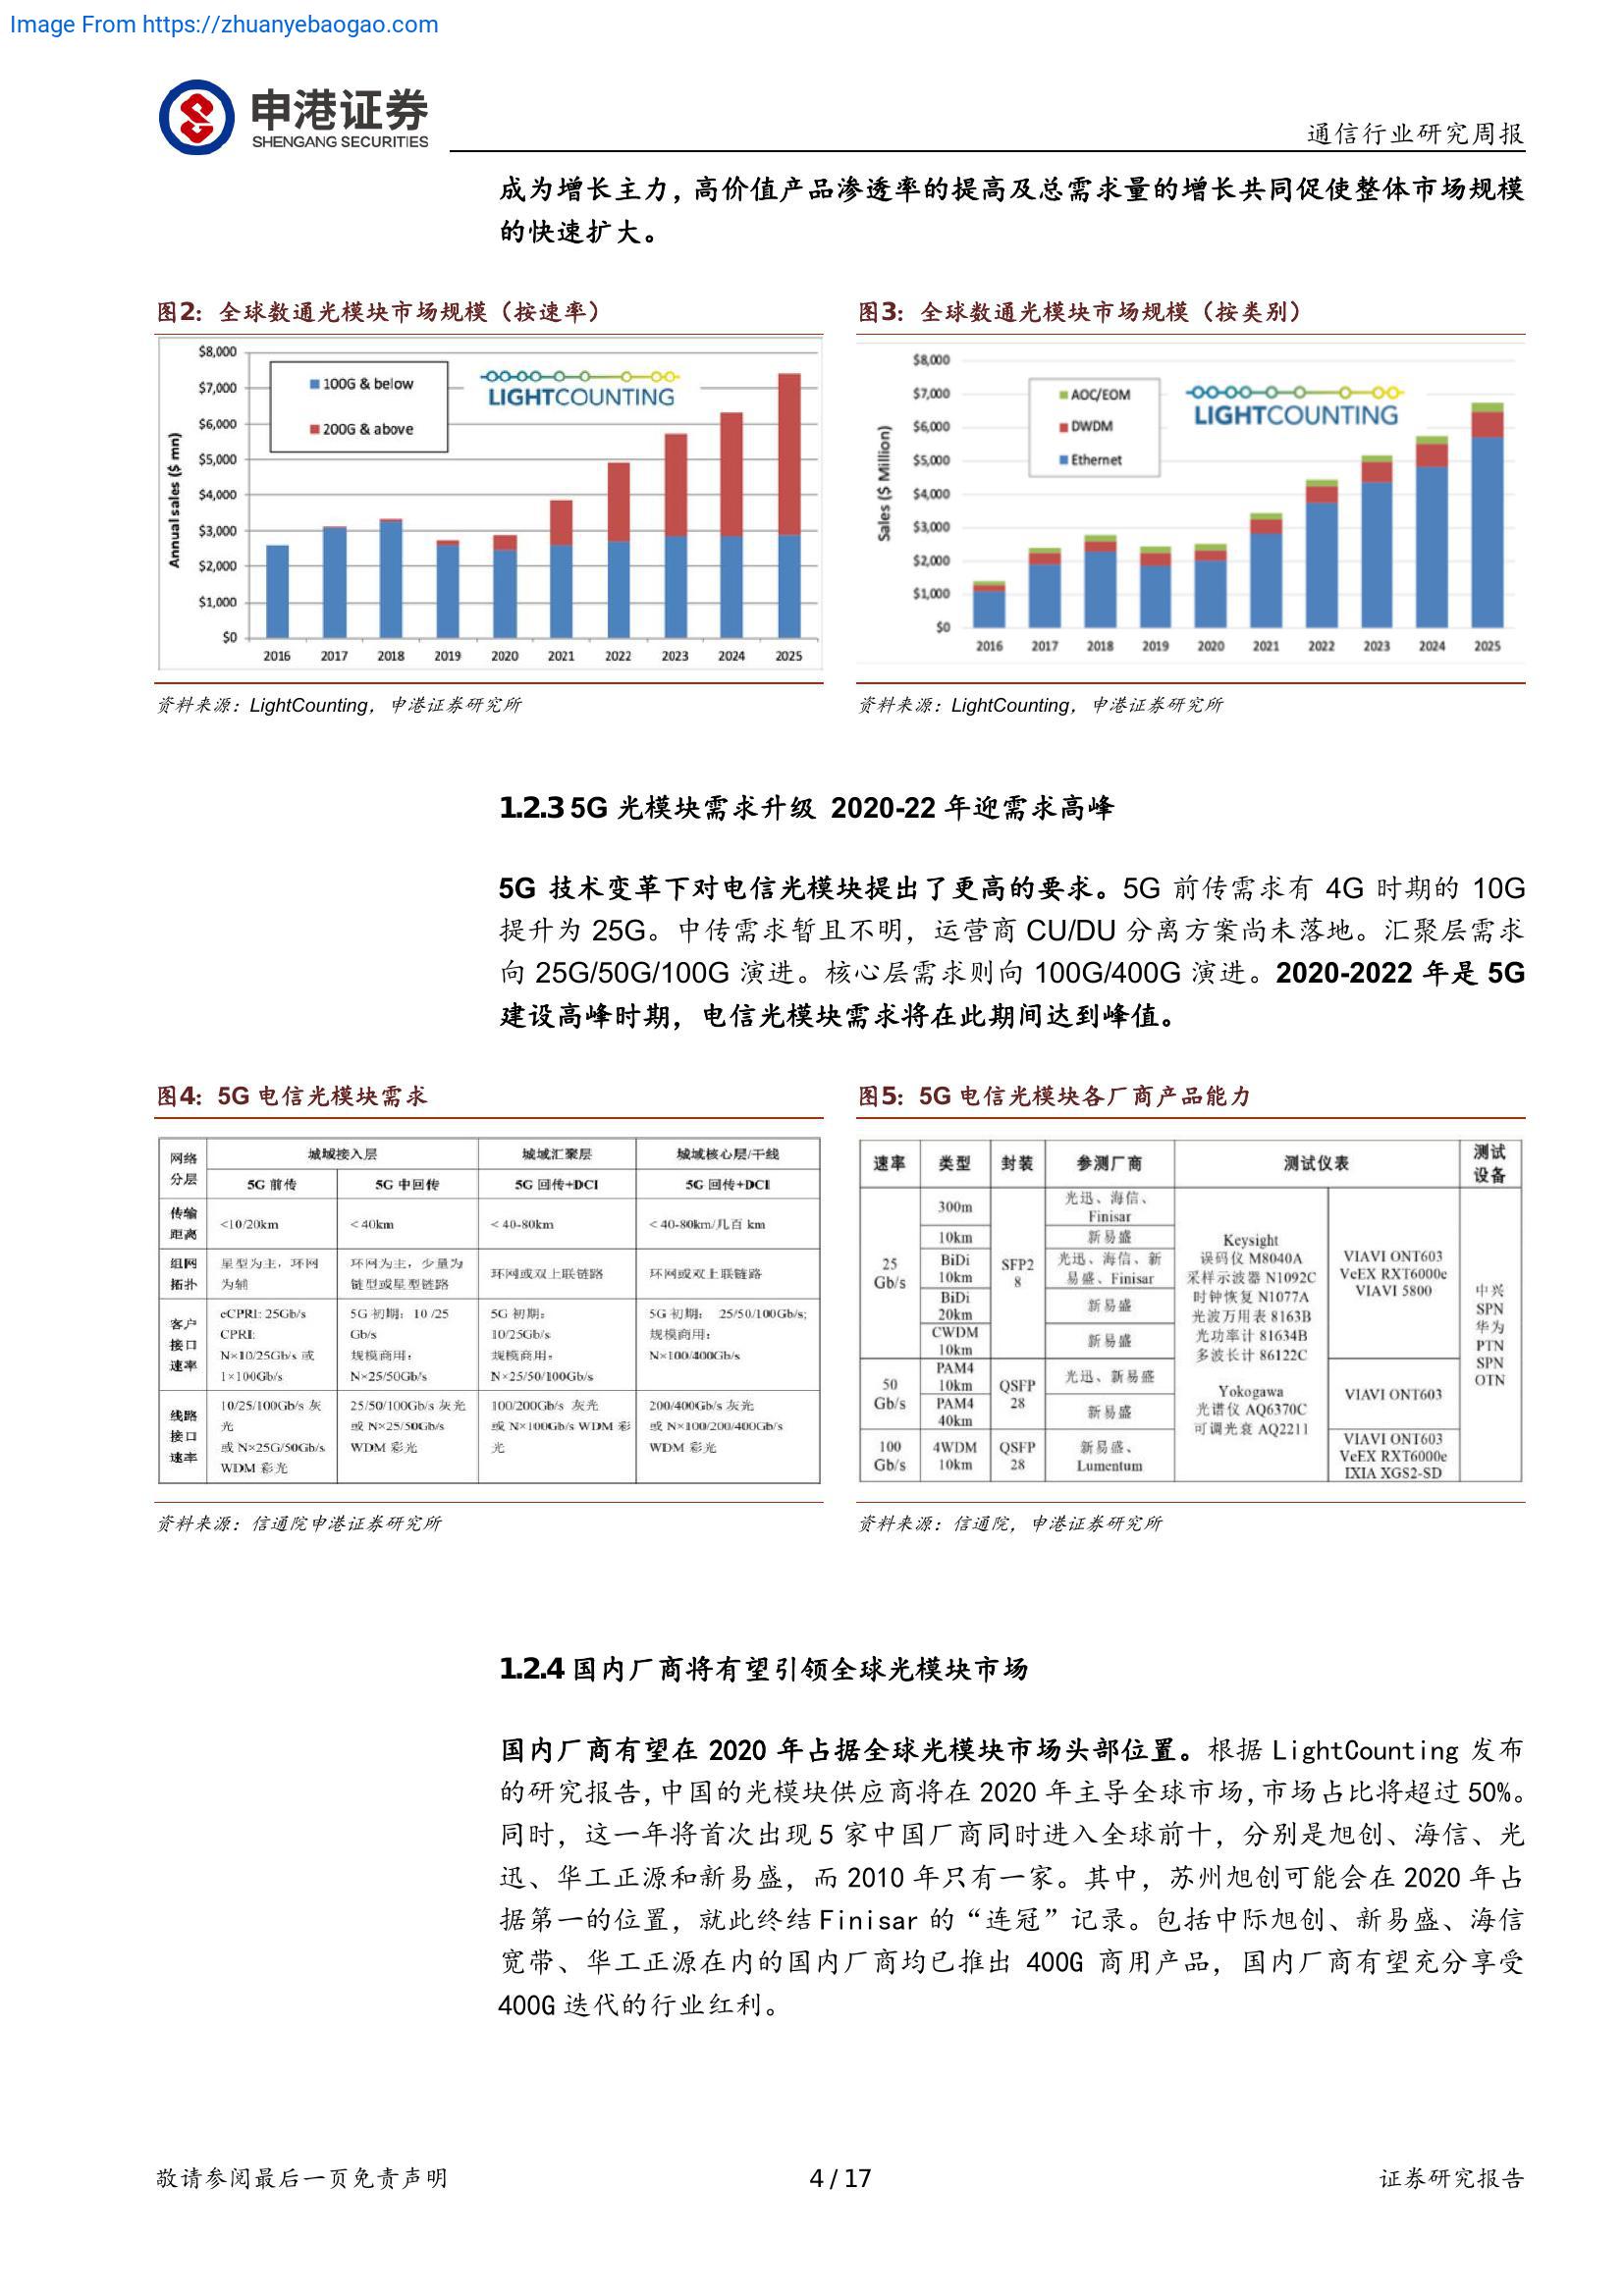 Image From https://zhuanyebaogao.com
申港证券
SHENGANG SECURITIES
通信行业研究周报
成为增长主力，高价值产品渗透率的提高及总需求量的增长共同促使整体市场规模
的快速扩大。
图2：全球数通光模块市场规模（按速率）
$8,000
$7,000
$6,000
$5,000
$4,000
$3,000
$2,000
$1,000
$0
Annual sales ($ mn)
100G & below
200G & above
LIGHTCOUNTING
2016 2017 2018 2019 2020 2021 2022 2023 2024 2025
资料来源：LightCounting，申港证券研究所
图3：全球数通光模块市场规模（按类别）
$8,000
$7,000
$6,000
$5,000
$4,000
$3,000
$2,000
$1,000
$0
Sales ($ Million)
AOC/EOM
DWDM
Ethernet
LIGHTCOUNTING
2016 2017 2018 2019 2020 2021 2022 2023 2024 2025
资料来源：LightCounting，申港证券研究所
1.2.3 5G 光模块需求升级 2020-22 年迎需求高峰
5G 技术变革下对电信光模块提出了更高的要求。5G 前传需求有 4G 时期的 10G
提升为 25G。中传需求暂且不明，运营商 CU/DU 分离方案尚未落地。汇聚层需求
向 25G/50G/100G 演进。核心层需求则向 100G/400G 演进。2020-2022 年是 5G
建设高峰时期，电信光模块需求将在此期间达到峰值。
图4：5G 电信光模块需求
网络
分层
城域接入层
城域汇聚层
城域核心层/干线
5G 前传
5G 中回传
5G 回传+DCI
5G 回传+DCI
传输
距离
<10/20km
< 40km
< 40-80km
< 40-80km/几百 km
组网
拓扑
星型为主，环网
为辅
环网为主，少量为
链型或星型链路
环网或双上联链路
环网或双上联链路
客户
接口
速率
eCPRI: 25Gb/s
CPRI:
N×10/25Gb/s 或
1×100Gb/s
5G 初期：10 /25
Gb/s
规模商用：
N×25/50Gb/s
5G 初期：
10/25Gb/s
规模商用：
N×25/50/100Gb/s
5G 初期： 25/50/100Gb/s;
规模商用：
N×100/400Gb/s
线路
接口
速率
10/25/100Gb/s 灰
光
或 N×25G/50Gb/s
WDM 彩光
25/50/100Gb/s 灰光
或 N×25/50Gb/s
WDM 彩光
100/200Gb/s 灰光
或 N×100Gb/s WDM 彩
光
200/400Gb/s 灰光
或 N×100/200/400Gb/s
WDM 彩光
资料来源：信通院申港证券研究所
图5：5G 电信光模块各厂商产品能力
速率 类型 封装 参测厂商 测试仪表
测试
设备
25
Gb/s
300m
10km
BiDi
10km
BiDi
20km
CWDM
10km
SFP2
8
光迅、海信、
Finisar
新易盛
光迅、海信、新
易盛、Finisar
新易盛
新易盛
50
Gb/s
PAM4
10km
PAM4
40km
QSFP
28
光迅、新易盛
新易盛
100
Gb/s
4WDM
10km
QSFP
28
新易盛、
Lumentum
Keysight
误码仪 M8040A
采样示波器 N1092C
时钟恢复 N1077A
光波万用表 8163B
光功率计 81634B
多波长计 86122C
Yokogawa
光谱仪 AQ6370C
可调光衰 AQ2211
VIAVI ONT603
VeEX RXT6000e
VIAVI 5800
VIAVI ONT603
VIAVI ONT603
VeEX RXT6000e
IXIA XGS2-SD
中兴
SPN
华为
PTN
SPN
OTN
资料来源：信通院，申港证券研究所
1.2.4 国内厂商将有望引领全球光模块市场
国内厂商有望在 2020 年占据全球光模块市场头部位置。根据 LightCounting 发布
的研究报告，中国的光模块供应商将在 2020 年主导全球市场，市场占比将超过 50%。
同时，这一年将首次出现 5 家中国厂商同时进入全球前十，分别是旭创、海信、光
迅、华工正源和新易盛，而 2010 年只有一家。其中，苏州旭创可能会在 2020 年占
据第一的位置，就此终结 Finisar 的“连冠”记录。包括中际旭创、新易盛、海信
宽带、华工正源在内的国内厂商均已推出 400G 商用产品，国内厂商有望充分享受
400G 迭代的行业红利。
敬请参阅最后一页免责声明
4 / 17
证券研究报告